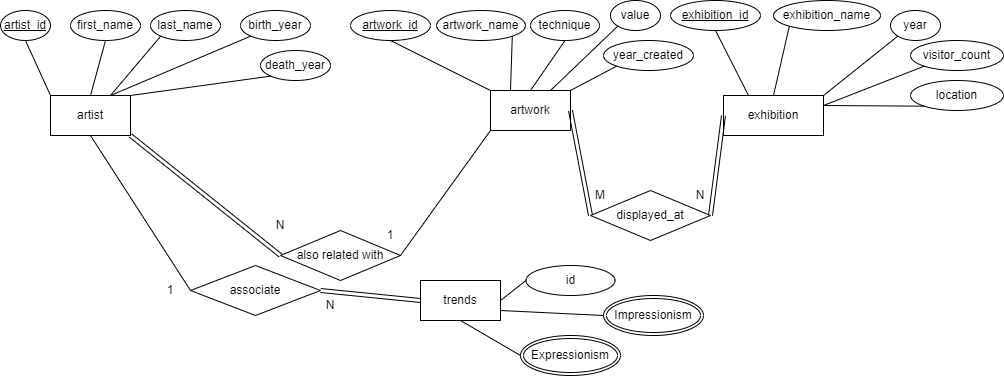 artist_id
first_name
last_name
birth_year
death_year
artist
artwork_id
artwork_name
technique
value
year_created
artwork
exhibition_id
exhibition_name
year
visitor_count
location
exhibition
M
N
displayed_at
N
1
also related with
1
associate
N
trends
id
Impressionism
Expressionism